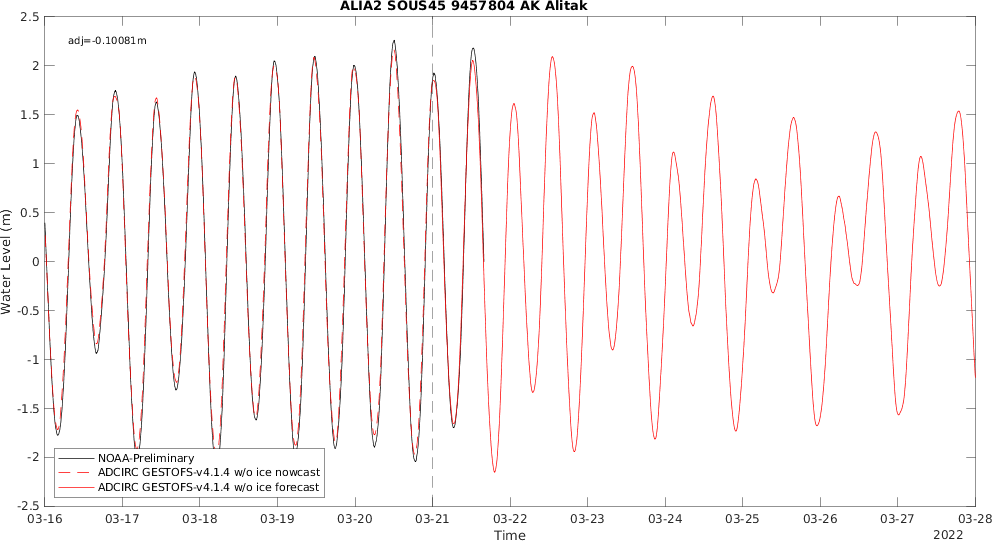 ALIA2 SOUS45 9457804 AK Alitak
adj=-0.10081m
2.5
2
1.5
1
0.5
0
-0.5
-1
-1.5
-2
-2.5
Water Level (m)
NOAA-Preliminary
ADCIRC GESTOFS-v4.1.4 w/o ice nowcast
ADCIRC GESTOFS-v4.1.4 w/o ice forecast
03-16 03-17 03-18 03-19 03-20 03-21 03-22 03-23 03-24 03-25 03-26 03-27 03-28
Time
2022